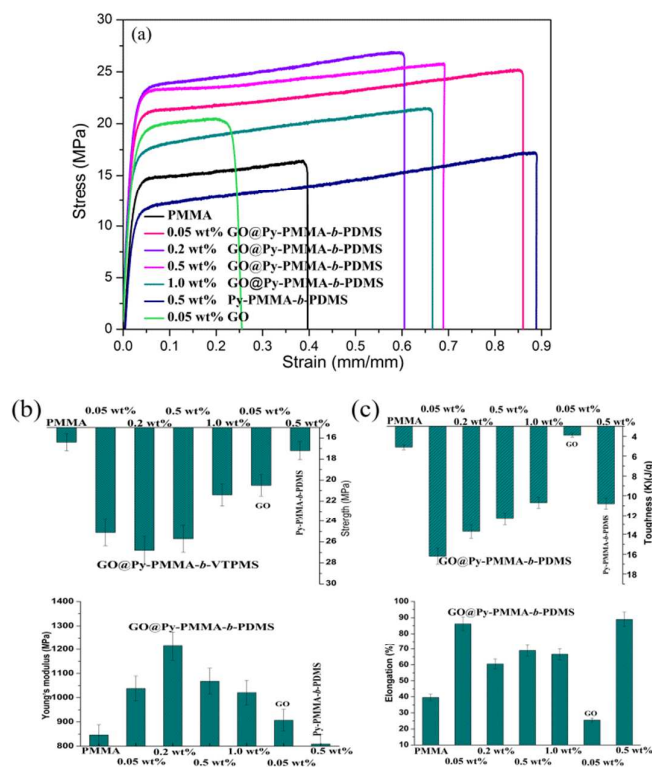 (a)
30
25
20
15
10
5
0
Stress (MPa)
PMMA
0.05 wt% GO@Py-PMMA-b-PDMS
0.2 wt% GO@Py-PMMA-b-PDMS
0.5 wt% GO@Py-PMMA-b-PDMS
1.0 wt% GO@Py-PMMA-b-PDMS
0.5 wt% Py-PMMA-b-PDMS
0.05 wt% GO
0.0 0.1 0.2 0.3 0.4 0.5 0.6 0.7 0.8 0.9
Strain (mm/mm)
(b)
0.05 wt% 0.5 wt% 0.05 wt%
PMMA 0.2 wt% 1.0 wt% 0.5 wt%
16
18
20
22
24
26
28
30
Strength (MPa)
GO
Py-PMMA-b-PDMS
GO@Py-PMMA-b-VTPMS
1400
1300
1200
1100
1000
900
800
Young's modulus (MPa)
GO@Py-PMMA-b-PDMS
GO
Py-PMMA-b-PDMS
PMMA 0.2 wt% 1.0 wt% 0.5 wt%
0.05 wt% 0.5 wt% 0.05 wt%
(c)
0.05 wt% 0.5 wt% 0.05 wt%
PMMA 0.2 wt% 1.0 wt% 0.5 wt%
4
6
8
10
12
14
16
18
Toughness (K)(J/g)
GO
Py-PMMA-b-PDMS
GO@Py-PMMA-b-PDMS
100
90
80
70
60
50
40
30
20
10
Elongation (%)
GO@Py-PMMA-b-PDMS
GO
PMMA 0.2 wt% 1.0 wt% 0.5 wt%
0.05 wt% 0.5 wt% 0.05 wt%